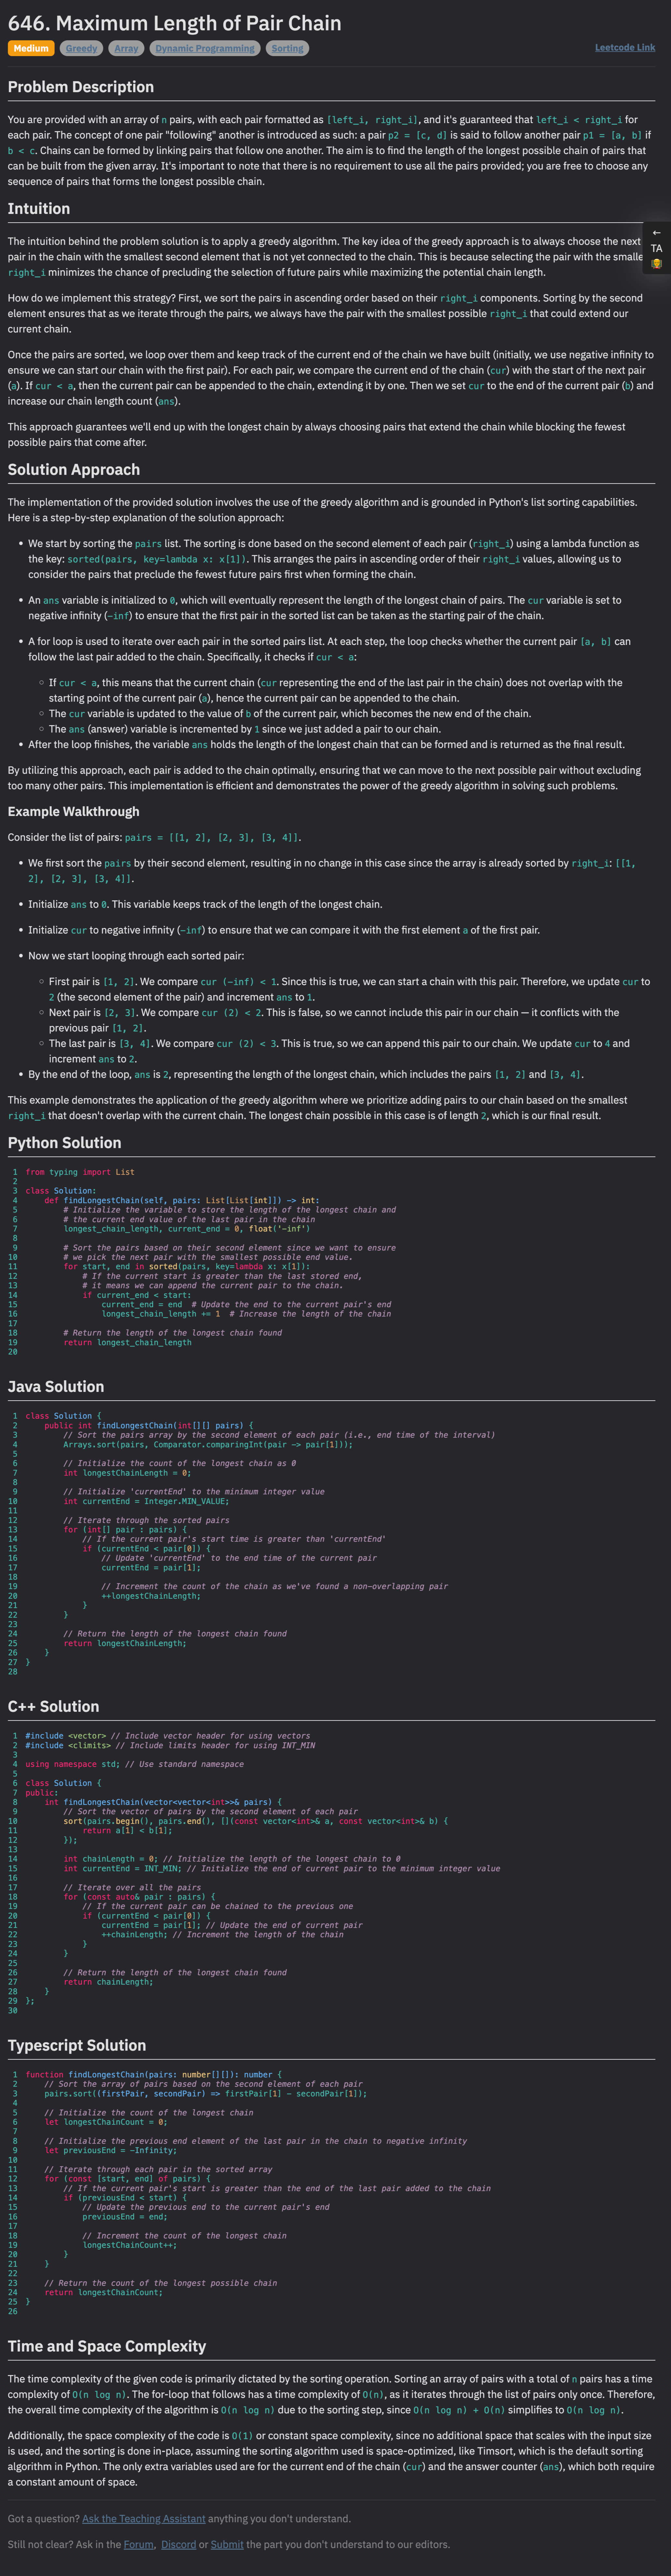 646. Maximum Length of Pair Chain
Medium Greedy Array Dynamic Programming Sorting Leetcode Link
Problem Description
You are provided with an array of n pairs, with each pair formatted as [left_i, right_i], and it's guaranteed that left_i < right_i for
each pair. The concept of one pair "following" another is introduced as such: a pair p2 = [c, d] is said to follow another pair p1 = [a, b] if
b < c. Chains can be formed by linking pairs that follow one another. The aim is to find the length of the longest possible chain of pairs that
can be built from the given array. It's important to note that there is no requirement to use all the pairs provided; you are free to choose any
sequence of pairs that forms the longest possible chain.
Intuition
←
TA
The intuition behind the problem solution is to apply a greedy algorithm. The key idea of the greedy approach is to always choose the next
pair in the chain with the smallest second element that is not yet connected to the chain. This is because selecting the pair with the smalle
right_i minimizes the chance of precluding the selection of future pairs while maximizing the potential chain length.
How do we implement this strategy? First, we sort the pairs in ascending order based on their right_i components. Sorting by the second
element ensures that as we iterate through the pairs, we always have the pair with the smallest possible right_i that could extend our
current chain.
Once the pairs are sorted, we loop over them and keep track of the current end of the chain we have built (initially, we use negative infinity to
ensure we can start our chain with the first pair). For each pair, we compare the current end of the chain (cur) with the start of the next pair
(a). If cur < a, then the current pair can be appended to the chain, extending it by one. Then we set cur to the end of the current pair (b) and
increase our chain length count (ans).
This approach guarantees we'll end up with the longest chain by always choosing pairs that extend the chain while blocking the fewest
possible pairs that come after.
Solution Approach
The implementation of the provided solution involves the use of the greedy algorithm and is grounded in Python's list sorting capabilities.
Here is a step-by-step explanation of the solution approach:
• We start by sorting the pairs list. The sorting is done based on the second element of each pair (right_i) using a lambda function as
the key: sorted(pairs, key=lambda x: x[1]). This arranges the pairs in ascending order of their right_i values, allowing us to
consider the pairs that preclude the fewest future pairs first when forming the chain.
• An ans variable is initialized to 0, which will eventually represent the length of the longest chain of pairs. The cur variable is set to
negative infinity (-inf) to ensure that the first pair in the sorted list can be taken as the starting pair of the chain.
• A for loop is used to iterate over each pair in the sorted pairs list. At each step, the loop checks whether the current pair [a, b] can
follow the last pair added to the chain. Specifically, it checks if cur < a:
○ If cur < a, this means that the current chain (cur representing the end of the last pair in the chain) does not overlap with the
starting point of the current pair (a), hence the current pair can be appended to the chain.
○ The cur variable is updated to the value of b of the current pair, which becomes the new end of the chain.
○ The ans (answer) variable is incremented by 1 since we just added a pair to our chain.
• After the loop finishes, the variable ans holds the length of the longest chain that can be formed and is returned as the final result.
By utilizing this approach, each pair is added to the chain optimally, ensuring that we can move to the next possible pair without excluding
too many other pairs. This implementation is efficient and demonstrates the power of the greedy algorithm in solving such problems.
Example Walkthrough
Consider the list of pairs: pairs = [[1, 2], [2, 3], [3, 4]].
• We first sort the pairs by their second element, resulting in no change in this case since the array is already sorted by right_i: [[1,
2], [2, 3], [3, 4]].
• Initialize ans to 0. This variable keeps track of the length of the longest chain.
• Initialize cur to negative infinity (-inf) to ensure that we can compare it with the first element a of the first pair.
• Now we start looping through each sorted pair:
○ First pair is [1, 2]. We compare cur (-inf) < 1. Since this is true, we can start a chain with this pair. Therefore, we update cur to
2 (the second element of the pair) and increment ans to 1.
○ Next pair is [2, 3]. We compare cur (2) < 2. This is false, so we cannot include this pair in our chain — it conflicts with the
previous pair [1, 2].
○ The last pair is [3, 4]. We compare cur (2) < 3. This is true, so we can append this pair to our chain. We update cur to 4 and
increment ans to 2.
• By the end of the loop, ans is 2, representing the length of the longest chain, which includes the pairs [1, 2] and [3, 4].
This example demonstrates the application of the greedy algorithm where we prioritize adding pairs to our chain based on the smallest
right_i that doesn't overlap with the current chain. The longest chain possible in this case is of length 2, which is our final result.
Python Solution
1 from typing import List
2
3 class Solution:
4     def findLongestChain(self, pairs: List[List[int]]) -> int:
5         # Initialize the variable to store the length of the longest chain and
6         # the current end value of the last pair in the chain
7         longest_chain_length, current_end = 0, float('-inf')
8
9         # Sort the pairs based on their second element since we want to ensure
10         # we pick the next pair with the smallest possible end value.
11         for start, end in sorted(pairs, key=lambda x: x[1]):
12             # If the current start is greater than the last stored end,
13             # it means we can append the current pair to the chain.
14             if current_end < start:
15                 current_end = end  # Update the end to the current pair's end
16                 longest_chain_length += 1  # Increase the length of the chain
17
18         # Return the length of the longest chain found
19         return longest_chain_length
20
Java Solution
1 class Solution {
2     public int findLongestChain(int[][] pairs) {
3         // Sort the pairs array by the second element of each pair (i.e., end time of the interval)
4         Arrays.sort(pairs, Comparator.comparingInt(pair -> pair[1]));
5
6         // Initialize the count of the longest chain as 0
7         int longestChainLength = 0;
8
9         // Initialize 'currentEnd' to the minimum integer value
10         int currentEnd = Integer.MIN_VALUE;
11
12         // Iterate through the sorted pairs
13         for (int[] pair : pairs) {
14             // If the current pair's start time is greater than 'currentEnd'
15             if (currentEnd < pair[0]) {
16                 // Update 'currentEnd' to the end time of the current pair
17                 currentEnd = pair[1];
18
19                 // Increment the count of the chain as we've found a non-overlapping pair
20                 ++longestChainLength;
21             }
22         }
23
24         // Return the length of the longest chain found
25         return longestChainLength;
26     }
27 }
28
C++ Solution
1 #include <vector> // Include vector header for using vectors
2 #include <climits> // Include limits header for using INT_MIN
3
4 using namespace std; // Use standard namespace
5
6 class Solution {
7 public:
8     int findLongestChain(vector<vector<int>>& pairs) {
9         // Sort the vector of pairs by the second element of each pair
10         sort(pairs.begin(), pairs.end(), [](const vector<int>& a, const vector<int>& b) {
11             return a[1] < b[1];
12         });
13
14         int chainLength = 0; // Initialize the length of the longest chain to 0
15         int currentEnd = INT_MIN; // Initialize the end of current pair to the minimum integer value
16
17         // Iterate over all the pairs
18         for (const auto& pair : pairs) {
19             // If the current pair can be chained to the previous one
20             if (currentEnd < pair[0]) {
21                 currentEnd = pair[1]; // Update the end of current pair
22                 ++chainLength; // Increment the length of the chain
23             }
24         }
25
26         // Return the length of the longest chain found
27         return chainLength;
28     }
29 };
30
Typescript Solution
1 function findLongestChain(pairs: number[][]): number {
2     // Sort the array of pairs based on the second element of each pair
3     pairs.sort((firstPair, secondPair) => firstPair[1] - secondPair[1]);
4
5     // Initialize the count of the longest chain
6     let longestChainCount = 0;
7
8     // Initialize the previous end element of the last pair in the chain to negative infinity
9     let previousEnd = -Infinity;
10
11     // Iterate through each pair in the sorted array
12     for (const [start, end] of pairs) {
13         // If the current pair's start is greater than the end of the last pair added to the chain
14         if (previousEnd < start) {
15             // Update the previous end to the current pair's end
16             previousEnd = end;
17
18             // Increment the count of the longest chain
19             longestChainCount++;
20         }
21     }
22
23     // Return the count of the longest possible chain
24     return longestChainCount;
25 }
26
Time and Space Complexity
The time complexity of the given code is primarily dictated by the sorting operation. Sorting an array of pairs with a total of n pairs has a time
complexity of O(n log n). The for-loop that follows has a time complexity of O(n), as it iterates through the list of pairs only once. Therefore,
the overall time complexity of the algorithm is O(n log n) due to the sorting step, since O(n log n) + O(n) simplifies to O(n log n).
Additionally, the space complexity of the code is O(1) or constant space complexity, since no additional space that scales with the input size
is used, and the sorting is done in-place, assuming the sorting algorithm used is space-optimized, like Timsort, which is the default sorting
algorithm in Python. The only extra variables used are for the current end of the chain (cur) and the answer counter (ans), which both require
a constant amount of space.
Got a question? Ask the Teaching Assistant anything you don't understand.
Still not clear? Ask in the Forum, Discord or Submit the part you don't understand to our editors.